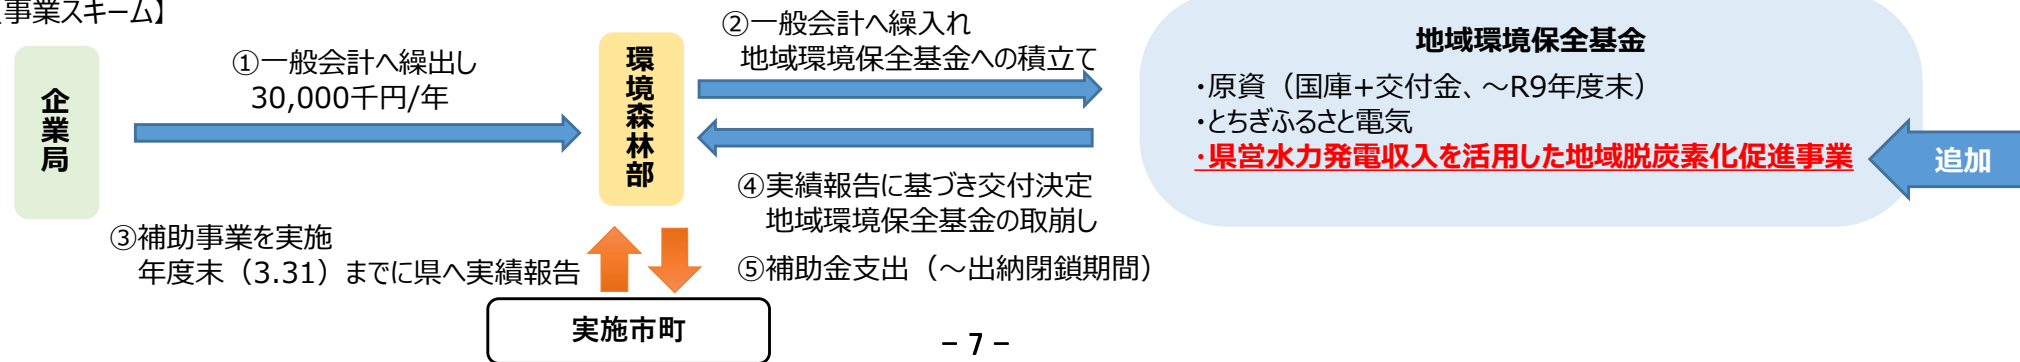 事業スキーム】
企業局
①一般会計へ繰出し
30,000千円/年
環境森林部
②一般会計へ繰入れ
地域環境保全基金への積立て
地域環境保全基金
・原資（国庫+交付金、～R9年度末）
・とちぎふるさと電気
・県営水力発電収入を活用した地域脱炭素化促進事業
追加
④実績報告に基づき交付決定
地域環境保全基金の取崩し
③補助事業を実施
年度末（3.31）までに県へ実績報告
⑤補助金支出（～出納閉鎖期間）
実施市町
－7－